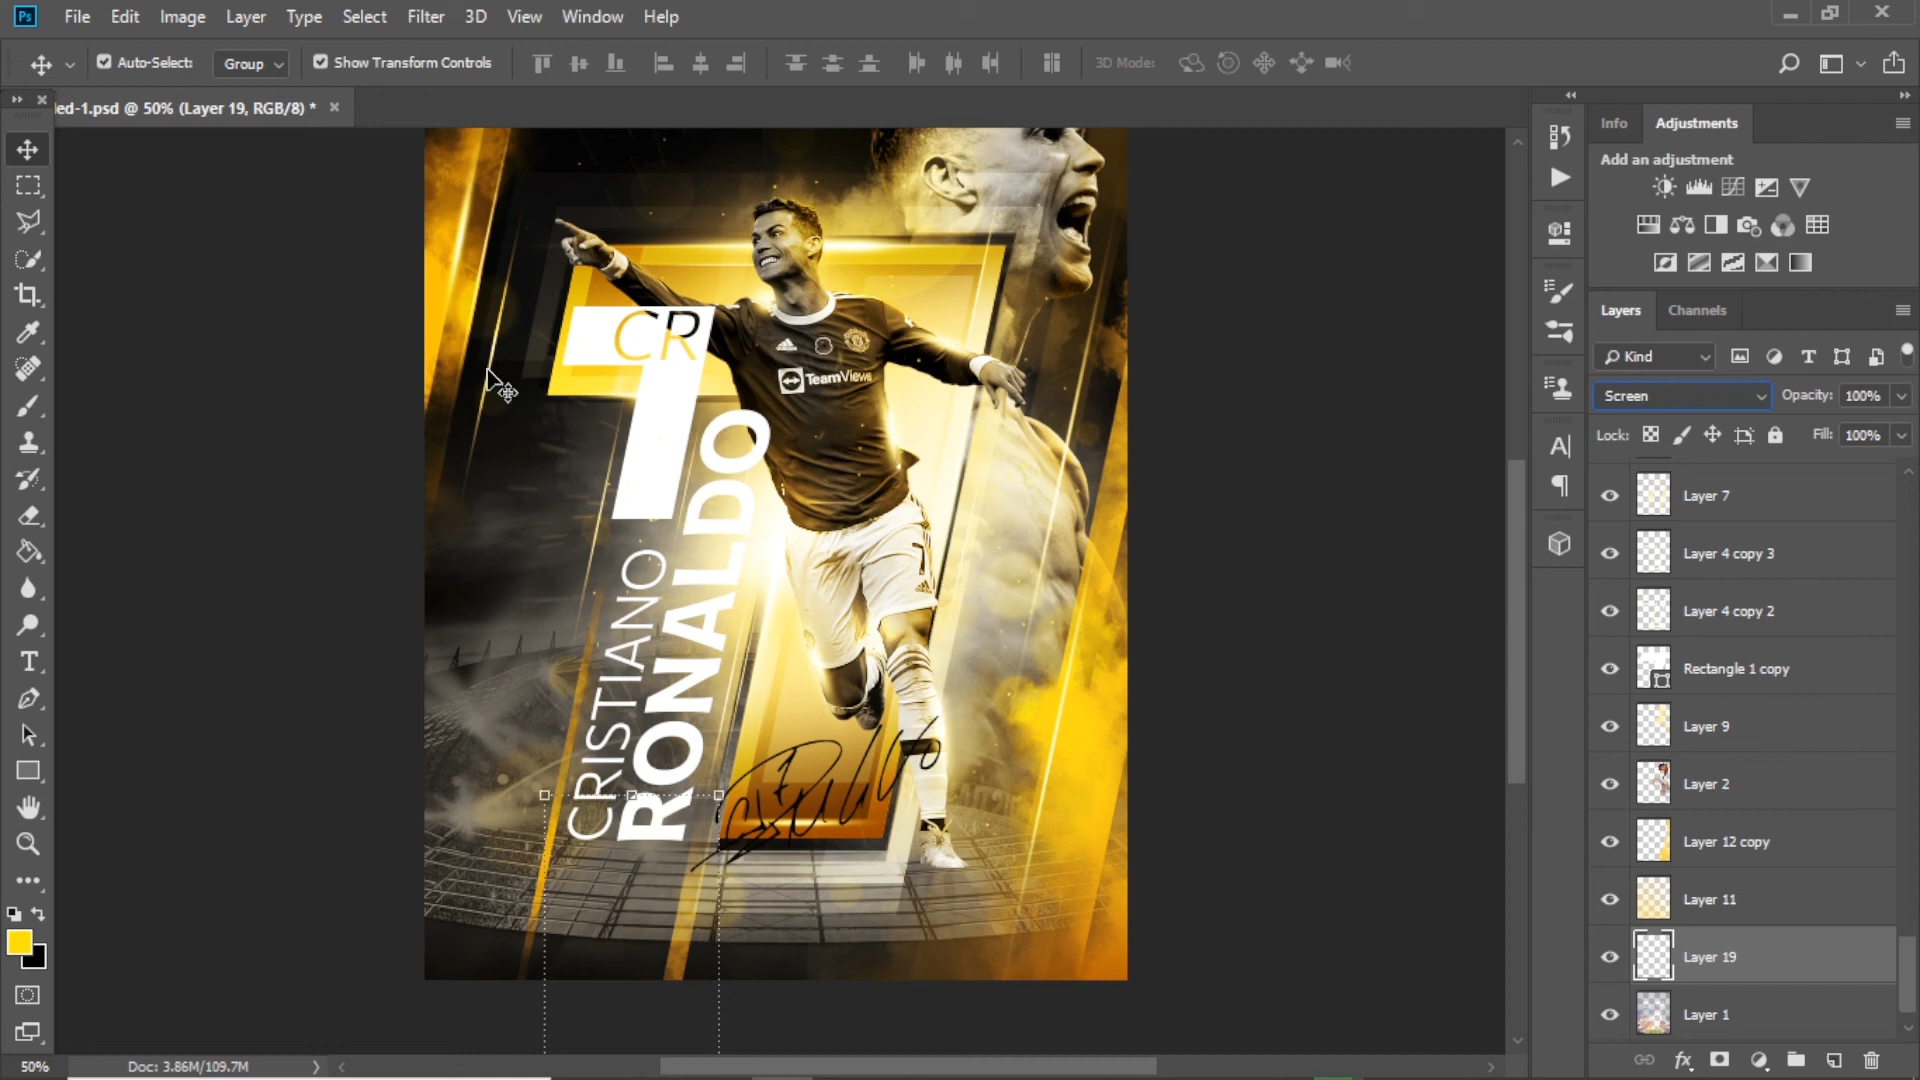 Ps File Edit Image Layer Type Select Filter 3D View Window Help
Auto-Select: Group Show Transform Controls 3D Mode:
ed-1.psd @ 50% (Layer 19, RGB/8) *
Info Adjustments
Add an adjustment
Layers Channels
Kind
Screen Opacity: 100%
Lock: Fill: 100%
Layer 7
Layer 4 copy 3
Layer 4 copy 2
Rectangle 1 copy
Layer 9
Layer 2
Layer 12 copy
Layer 11
Layer 19
Layer 1
CR
7
TeamView
7
CRISTIANO
RONALDO
50% Doc: 3.86M/109.7M